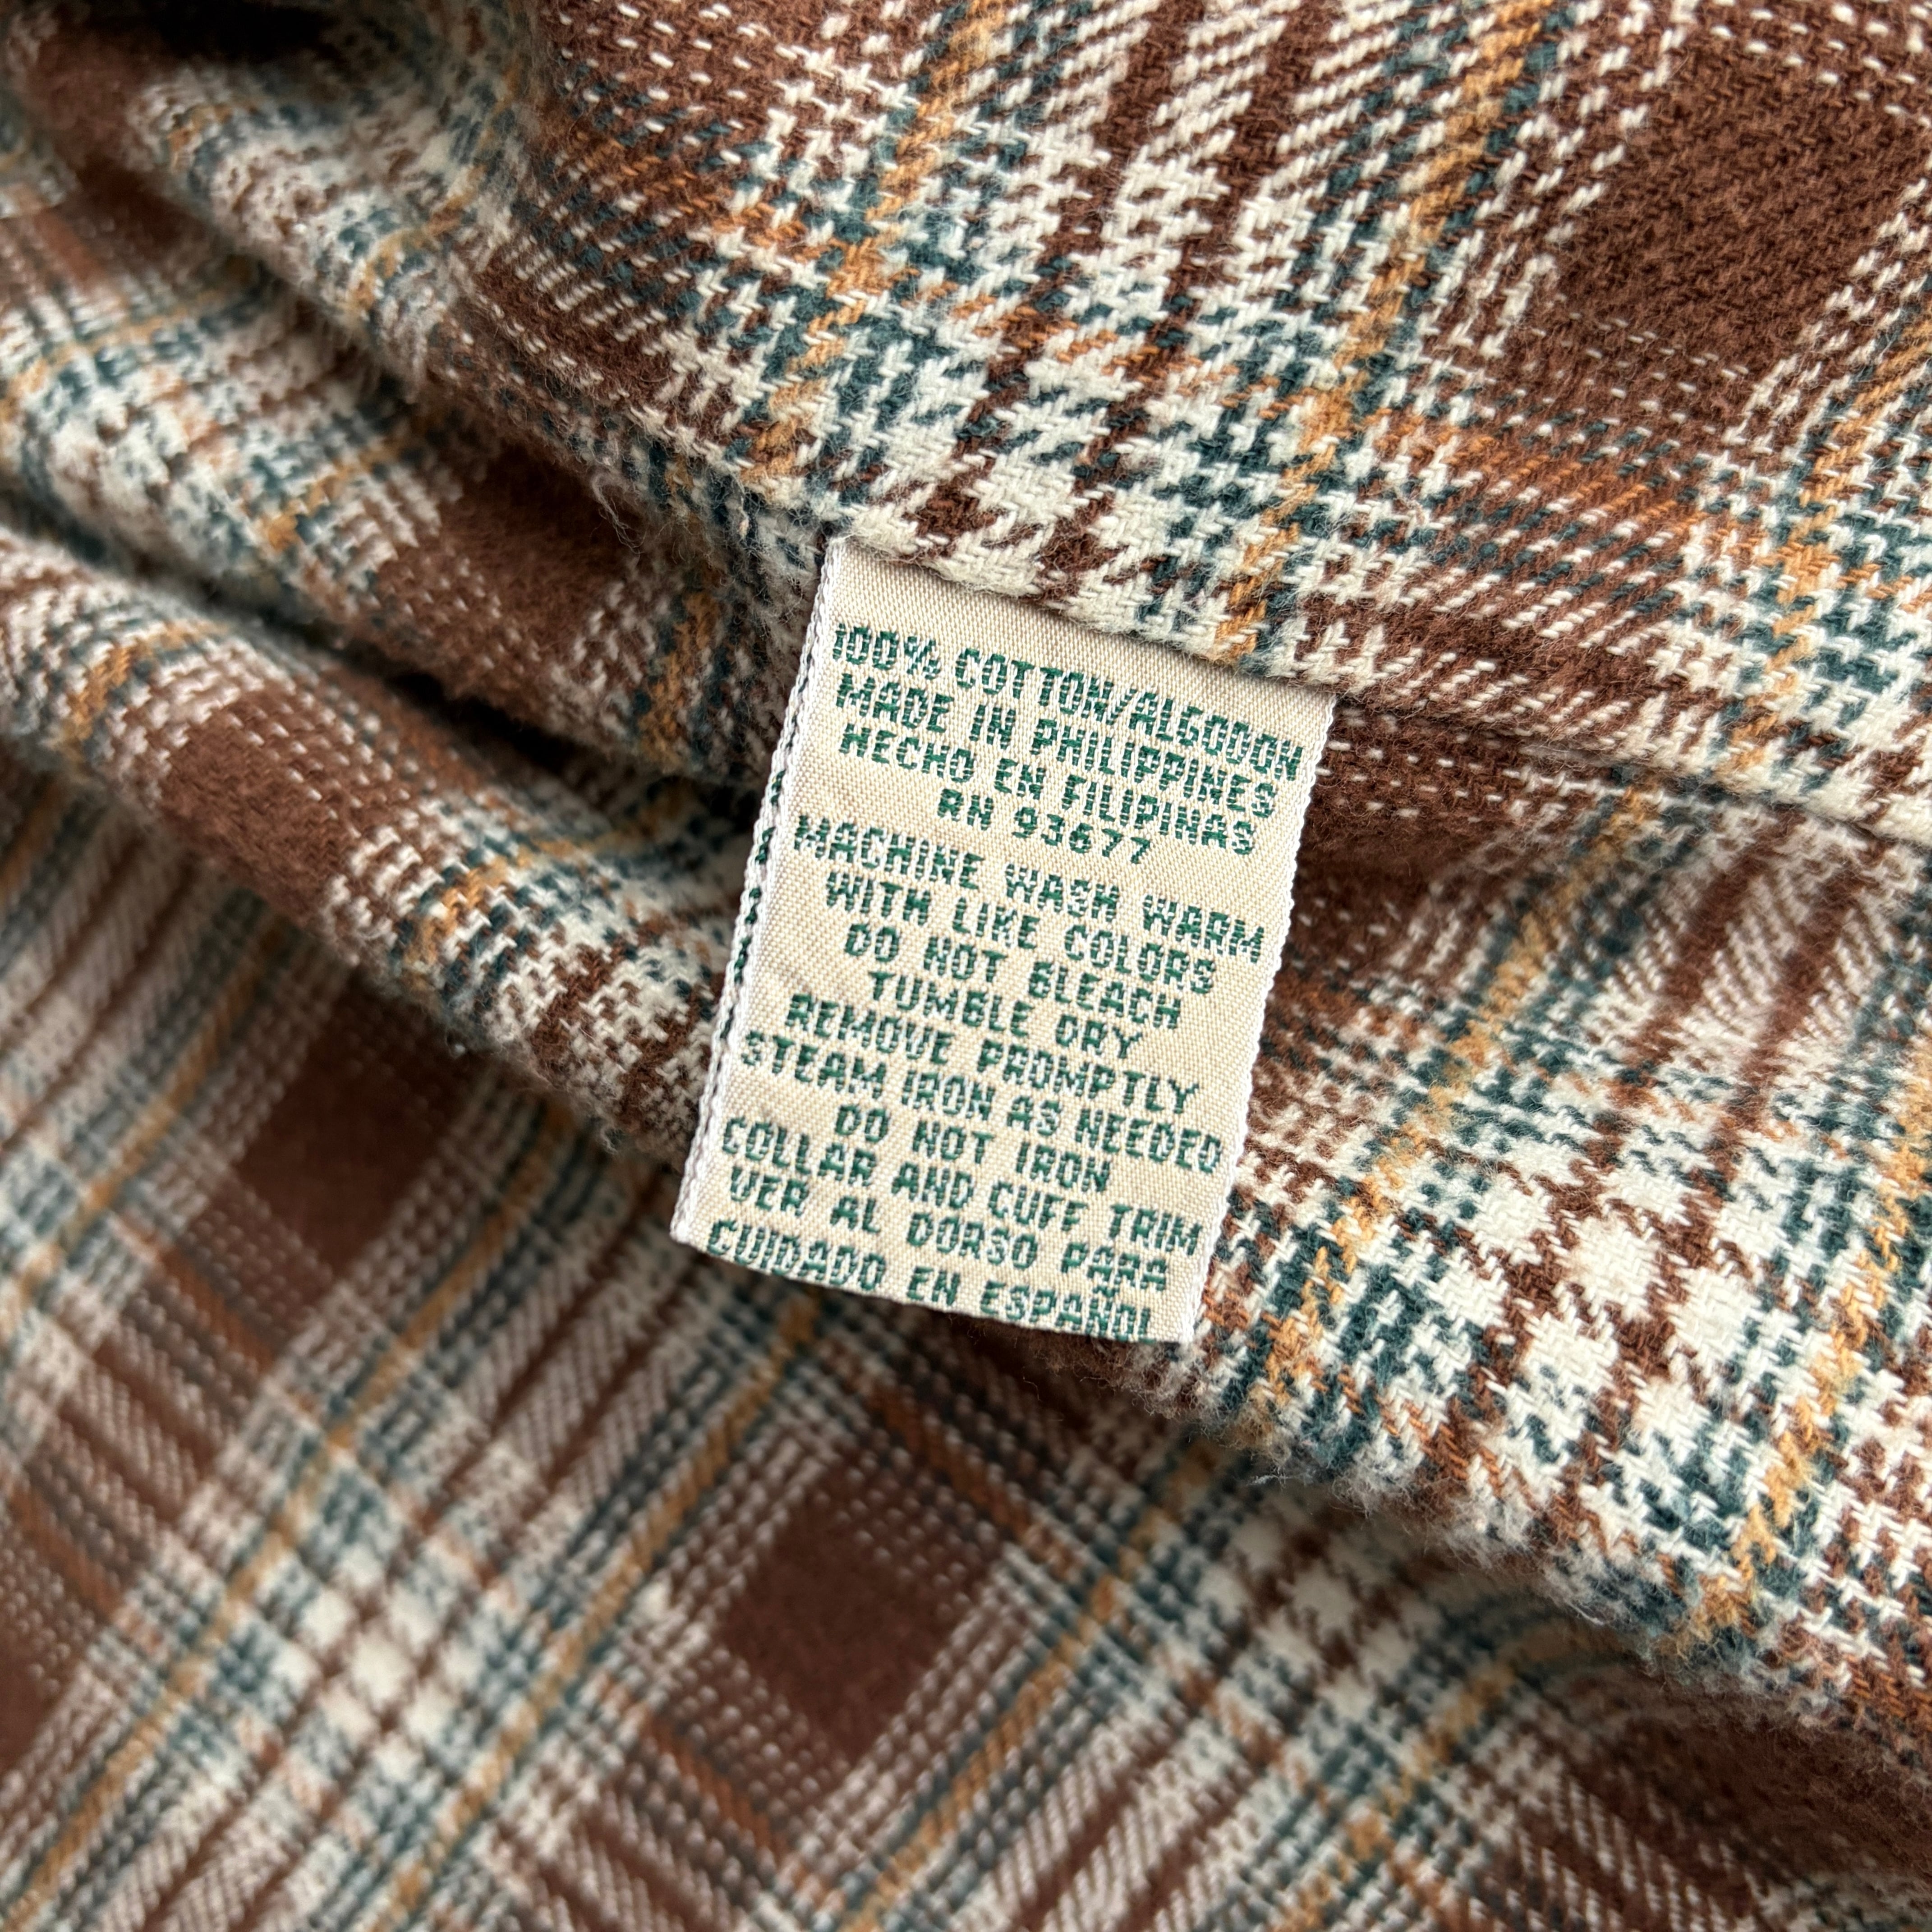 100% COTTON/ALGODON
MADE IN PHILIPPINES
HECHO EN FILIPINAS
RN 93677
MACHINE WASH WARM
WITH LIKE COLORS
DO NOT BLEACH
TUMBLE DRY
REMOVE PROMPTLY
STEAM IRON AS NEEDED
DO NOT IRON
COLLAR AND CUFF TRIM
VER AL DORSO PARA
CUIDADO EN ESPAÑOL